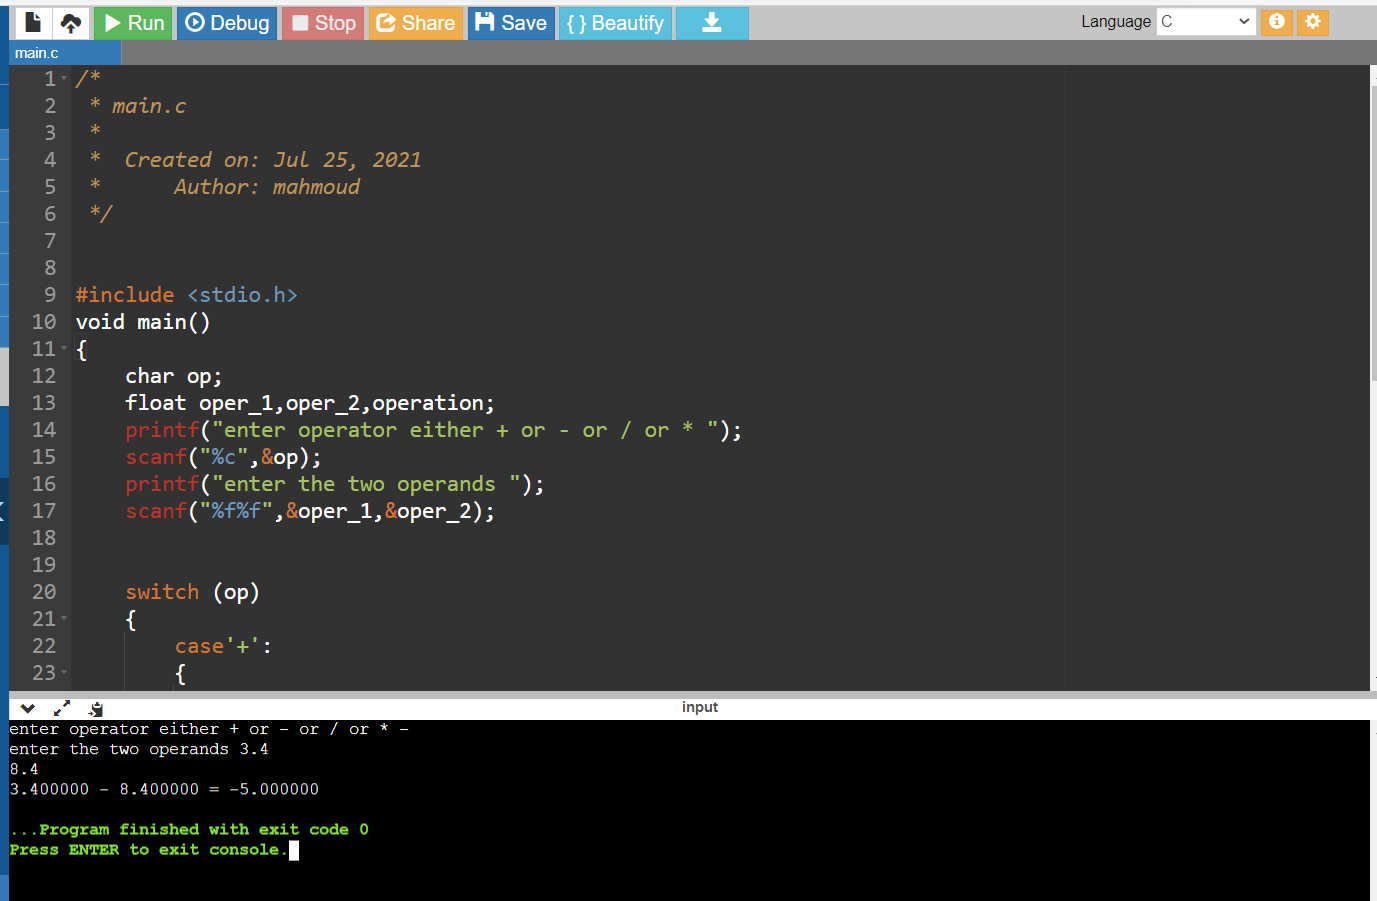 Run Debug Stop Share Save { } Beautify Language C
main.c
1 /*
2 * main.c
3 *
4 * Created on: Jul 25, 2021
5 * Author: mahmoud
6 */
7
8
9 #include <stdio.h>
10 void main()
11 {
12 char op;
13 float oper_1,oper_2,operation;
14 printf("enter operator either + or - or / or * ");
15 scanf("%c",&op);
16 printf("enter the two operands ");
17 scanf("%f%f",&oper_1,&oper_2);
18
19
20 switch (op)
21 {
22 case'+':
23 {
input
enter operator either + or - or / or * -
enter the two operands 3.4
8.4
3.400000 - 8.400000 = -5.000000
...Program finished with exit code 0
Press ENTER to exit console.